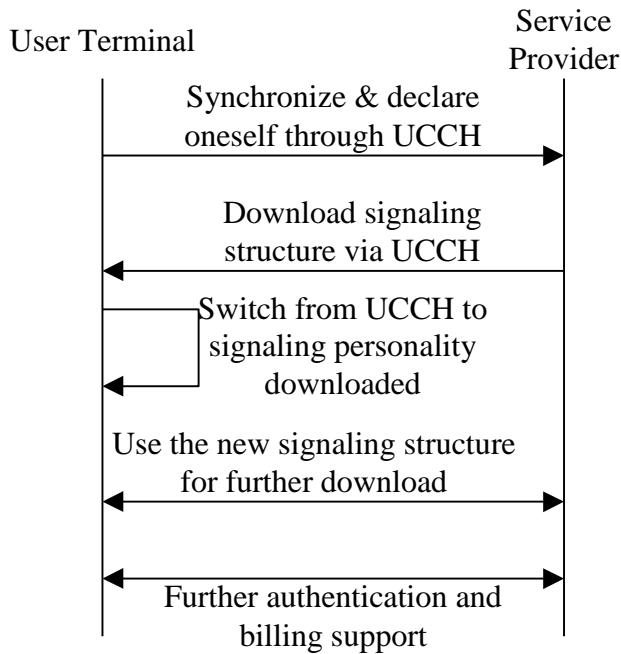 User Terminal
Service
Provider
Synchronize & declare
oneself through UCCH
Download signaling
structure via UCCH
Switch from UCCH to
signaling personality
downloaded
Use the new signaling structure
for further download
Further authentication and
billing support